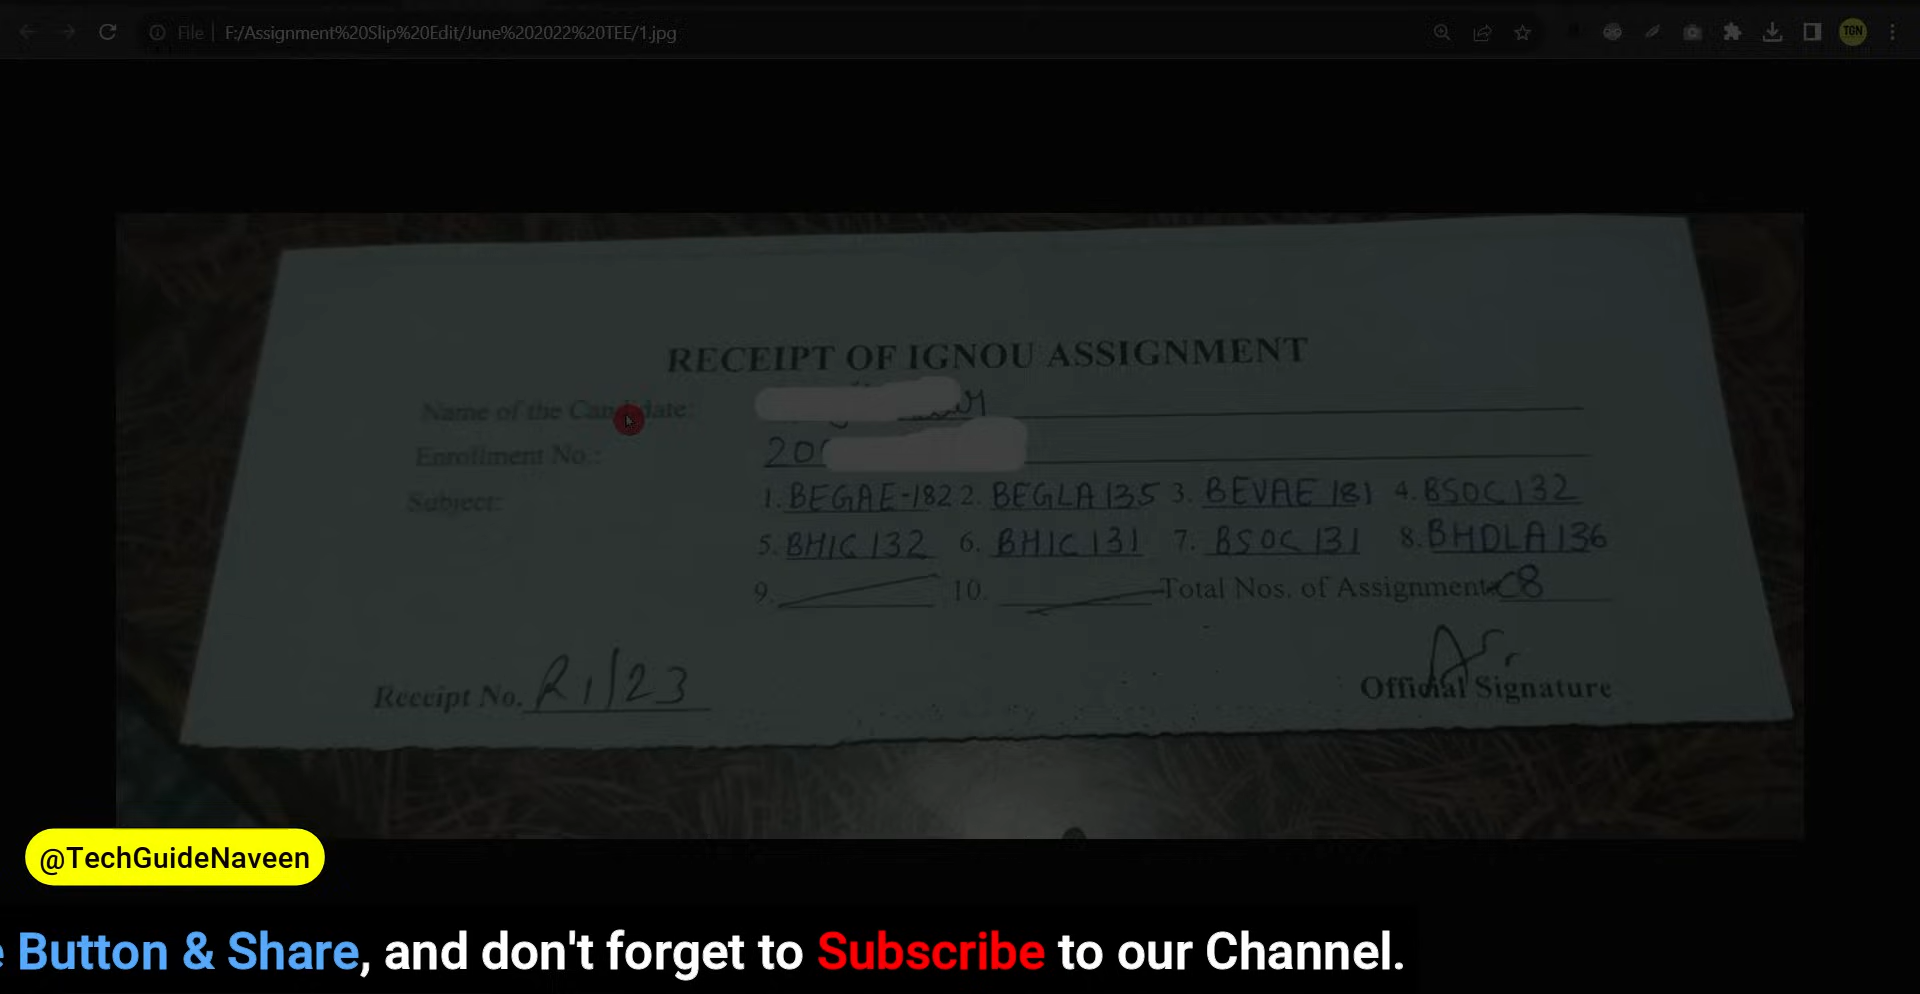 File F:/Assignment%20Slip%20Edit/June%202022%20TEE/1.jpg
TGN
RECEIPT OF IGNOU ASSIGNMENT
Name of the Candidate:
Enrollment No.: 20
Subject: 1. BEGAE-182 2. BEGLA 135 3. BEVAE 181 4. BSOC 132
5. BHIC 132 6. BHIC 131 7. BSOC 131 8. BHDLA 136
9. 10. Total Nos. of Assignment 08
Receipt No. R1/23
Official Signature
@TechGuideNaveen
Button & Share, and don't forget to Subscribe to our Channel.